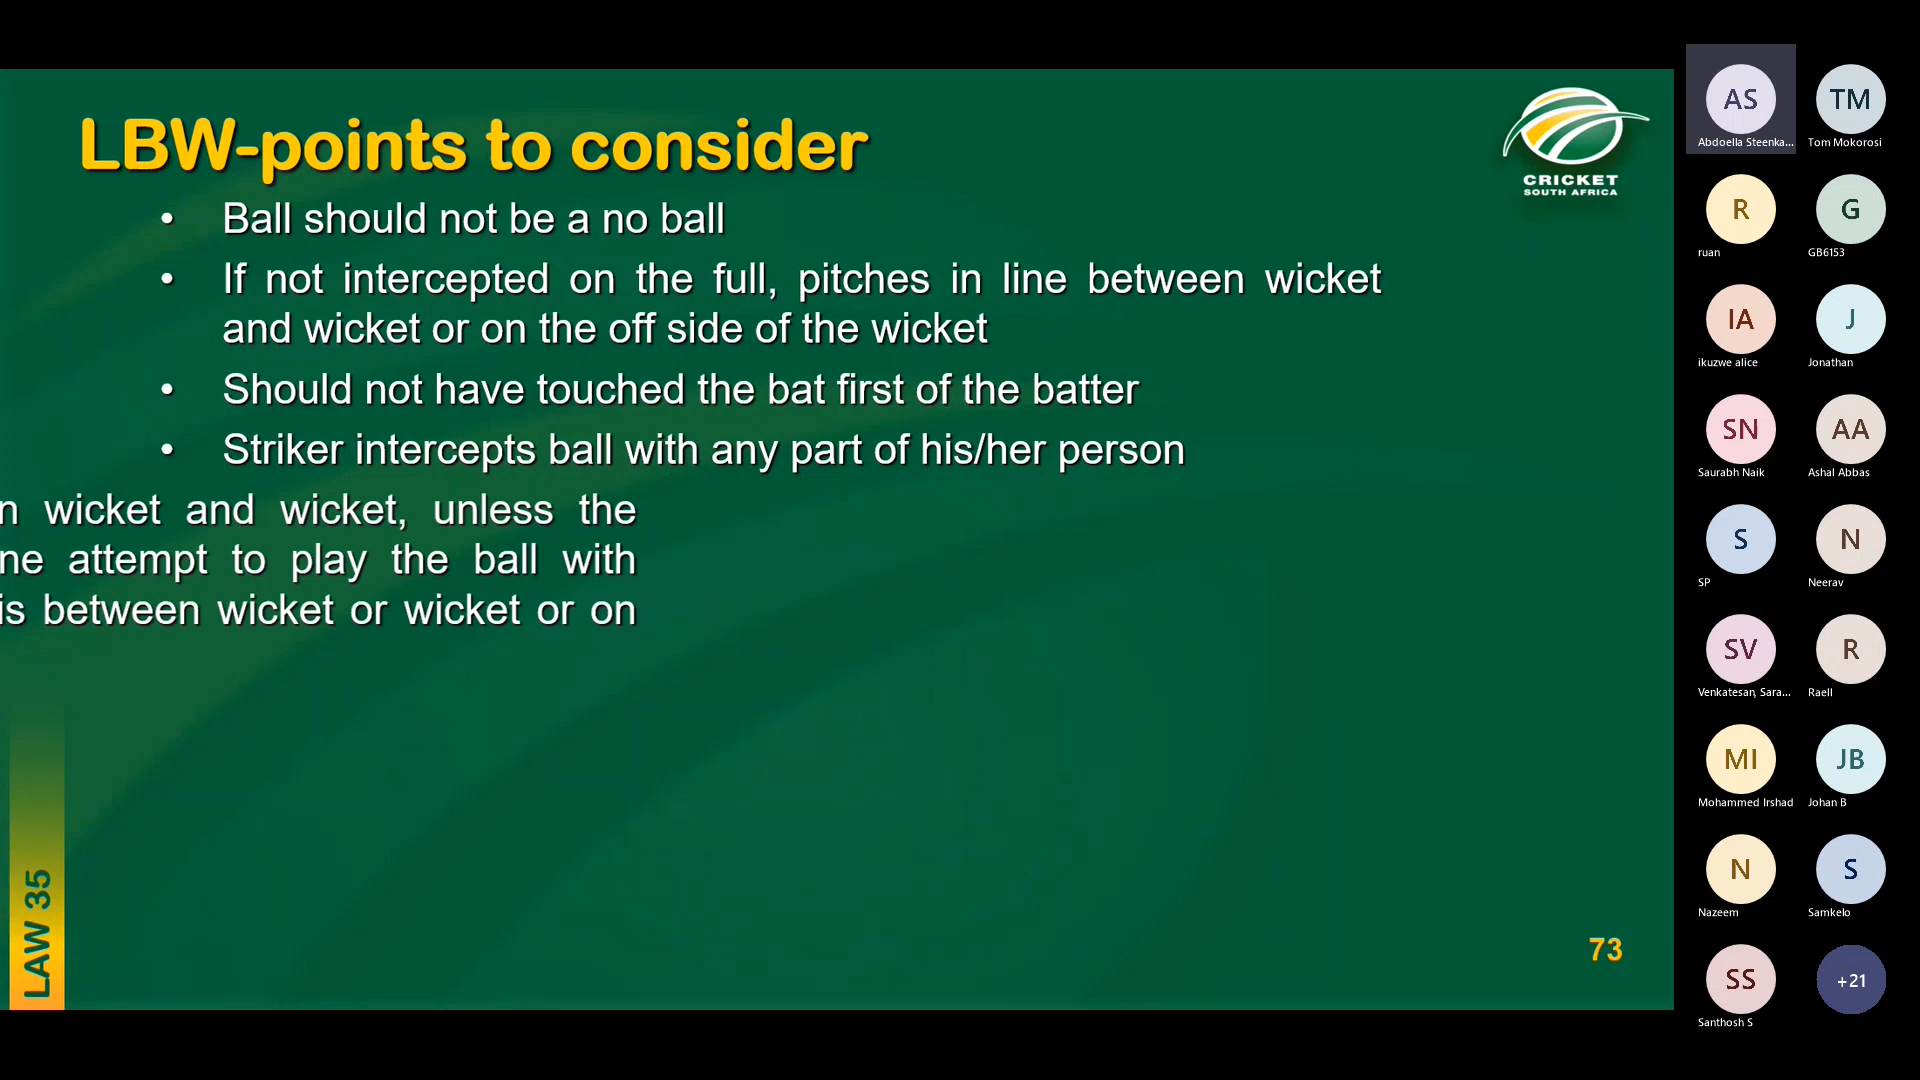 LBW-points to consider
CRICKET
SOUTH AFRICA
• Ball should not be a no ball
• If not intercepted on the full, pitches in line between wicket
and wicket or on the off side of the wicket
• Should not have touched the bat first of the batter
• Striker intercepts ball with any part of his/her person
n wicket and wicket, unless the
ne attempt to play the ball with
is between wicket or wicket or on
LAW 35
73
AS
TM
Abdoella Steenka...
Tom Mokorosi
R
G
ruan
GB6153
IA
J
ikuzwe alice
Jonathan
SN
AA
Saurabh Naik
Ashal Abbas
S
N
SP
Neerav
SV
R
Venkatesan, Sara...
Raell
MI
JB
Mohammed Irshad
Johan B
N
S
Nazeem
Samkelo
SS
+21
Santhosh S